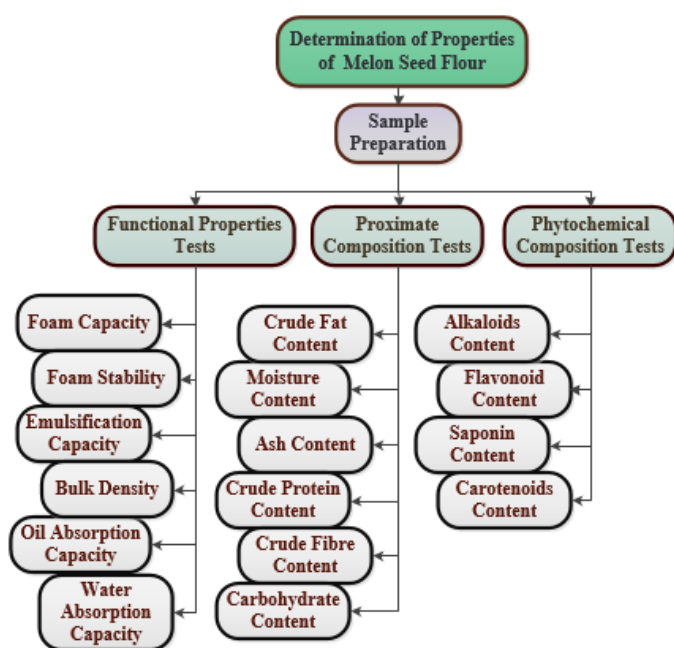 Determination of Properties
of Melon Seed Flour
Sample
Preparation
Functional Properties
Tests
Proximate
Composition Tests
Phytochemical
Composition Tests
Foam Capacity
Foam Stability
Emulsification
Capacity
Bulk Density
Oil Absorption
Capacity
Water
Absorption
Capacity
Crude Fat
Content
Moisture
Content
Ash Content
Crude Protein
Content
Crude Fibre
Content
Carbohydrate
Content
Alkaloids
Content
Flavonoid
Content
Saponin
Content
Carotenoids
Content